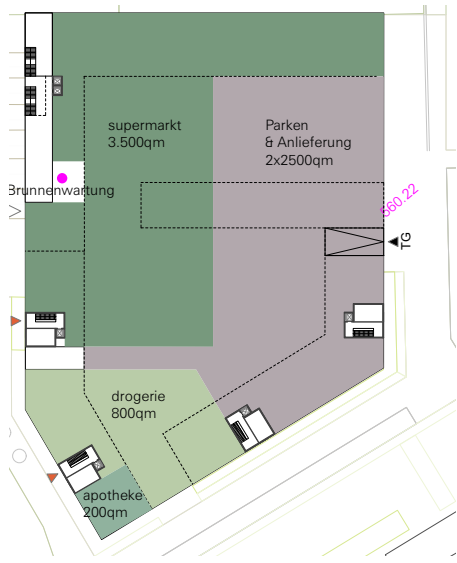 supermarkt
3.500qm
Parken
& Anlieferung
2x2500qm
Brunnenwartung
560.22
TG
drogerie
800qm
apotheke
200qm